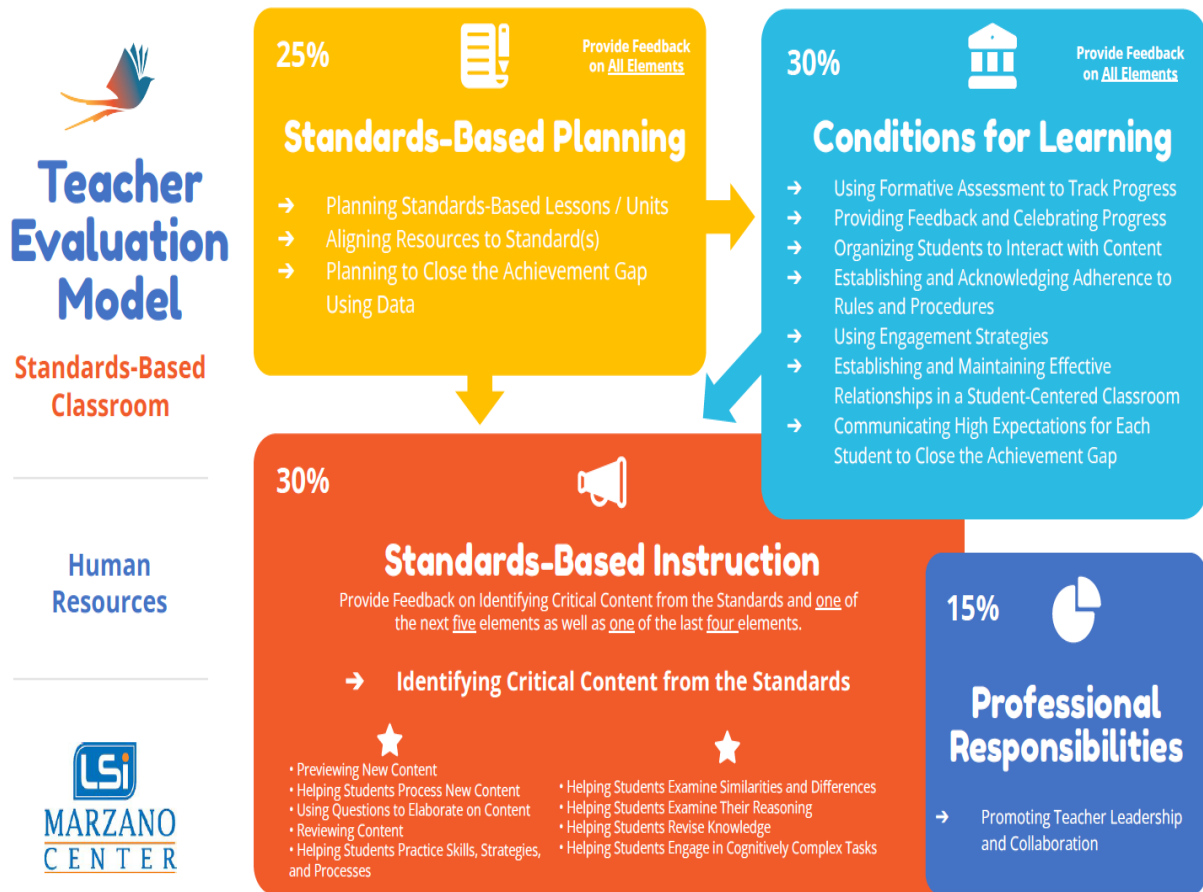 Teacher
Evaluation
Model
Standards-Based
Classroom
Human
Resources
LSi
MARZANO
CENTER
25%
Provide Feedback
on All Elements
Standards-Based Planning
→ Planning Standards-Based Lessons / Units
→ Aligning Resources to Standard(s)
→ Planning to Close the Achievement Gap
Using Data
30%
Provide Feedback
on All Elements
Conditions for Learning
→ Using Formative Assessment to Track Progress
→ Providing Feedback and Celebrating Progress
→ Organizing Students to Interact with Content
→ Establishing and Acknowledging Adherence to
Rules and Procedures
→ Using Engagement Strategies
→ Establishing and Maintaining Effective
Relationships in a Student-Centered Classroom
→ Communicating High Expectations for Each
Student to Close the Achievement Gap
30%
Standards-Based Instruction
Provide Feedback on Identifying Critical Content from the Standards and one of
the next five elements as well as one of the last four elements.
→ Identifying Critical Content from the Standards
• Previewing New Content
• Helping Students Process New Content
• Using Questions to Elaborate on Content
• Reviewing Content
• Helping Students Practice Skills, Strategies,
and Processes
• Helping Students Examine Similarities and Differences
• Helping Students Examine Their Reasoning
• Helping Students Revise Knowledge
• Helping Students Engage in Cognitively Complex Tasks
15%
Professional
Responsibilities
→ Promoting Teacher Leadership
and Collaboration